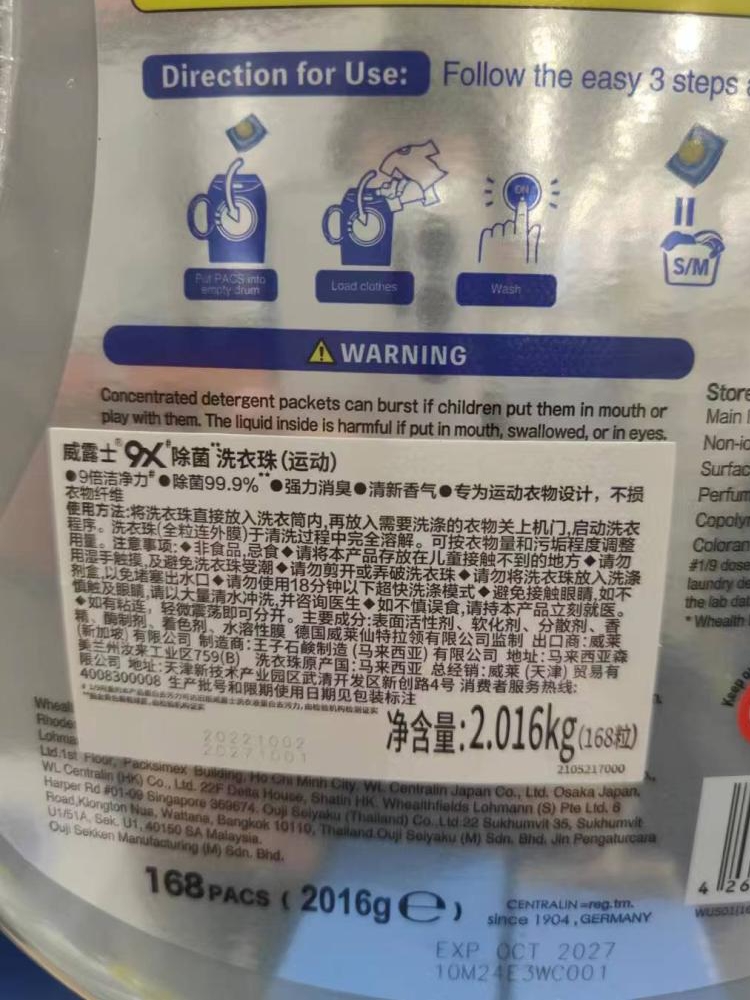 Direction for Use: Follow the easy 3 steps
ON
S/M
Put PACS into
empty drum
Load clothes
Wash
WARNING
Concentrated detergent packets can burst if children put them in mouth or
play with them. The liquid inside is harmful if put in mouth, swallowed, or in eyes.
Store
Main
Non-io
Surfac
Perfum
Copoly
Coloran
#1/9 dose
laundry de
the lab da
* Whealth
Keep o
威露士® 9X# 除菌**洗衣珠(运动)
●9倍洁净力# ●除菌99.9%** ●强力消臭●清新香气●专为运动衣物设计，不损
衣物纤维
使用方法:将洗衣珠直接放入洗衣筒内,再放入需要洗涤的衣物关上机门,启动洗衣
程序。洗衣珠(全粒连外膜)于清洗过程中完全溶解。可按衣物量和污垢程度调整
用量。注意事项:◆非食品,忌食◆请将本产品存放在儿童接触不到的地方◆请勿
用湿手触摸,及避免洗衣珠受潮◆请勿剪开或弄破洗衣珠◆请勿将洗衣珠放入洗涤
剂盒,以免堵塞出水口◆请勿使用18分钟以下超快洗涤模式◆避免接触眼睛,如不
慎触及眼睛,请以大量清水冲洗,并咨询医生◆如不慎误食,请持本产品立刻就医。
◆如有粘连，轻微震荡即可分开。主要成分:表面活性剂、软化剂、分散剂、香
精、酶制剂、着色剂、水溶性膜 德国威莱仙特拉领有限公司监制 出口商:威莱
(新加坡)有限公司 制造商:王子石鹸制造(马来西亚)有限公司 地址:马来西亚森
美兰州汝来工业区759(B) 洗衣珠原产国:马来西亚 总经销:威莱(天津)贸易有
限公司 地址:天津新技术产业园区武清开发区新创路4号 消费者服务热线:
4008300008 生产批号和限期使用日期见包装标注
净含量:2.016kg(168粒)
20221002
20271001
2105217000
Wheal
Rhode
Lohma
Ltd.1st Floor, Packsimex Building, Ho Chi Minh City. WL Centralin Japan Co., Ltd. Osaka Japan.
WL Centralin (HK) Co., Ltd. 22F Delta House, Shatin HK. Whealthfields Lohmann (S) Pte Ltd. 6
Harper Rd #01-09 Singapore 369674. Ouji Seiyaku (Thailand) Co.,Ltd 22 Sukhumvit 35, Sukhumvit
Road,Klongton Nua, Wattana, Bangkok 10110, Thailand.Ouji Seiyaku (M) Sdn. Bhd. Jln Pengaturcara
U1/51A, Sek. U1, 40150 SA Malaysia.
Ouji Sekken Manufacturing (M) Sdn. Bhd.
168 PACS ( 2016g e )
CENTRALIN =reg.tm.
since 1904 , GERMANY
4 26
EXP OCT 2027
10M24E3WC001